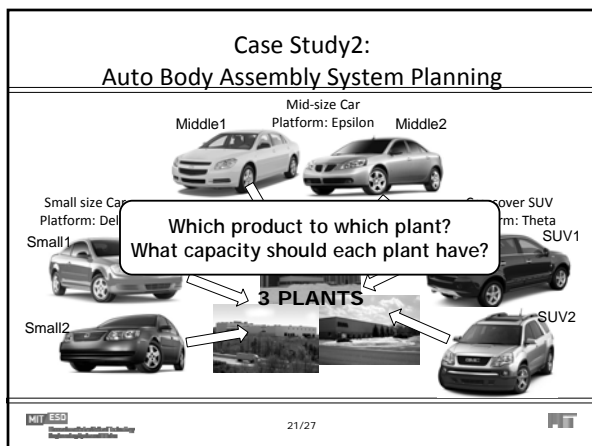 Case Study2:
Auto Body Assembly System Planning
Mid-size Car
Platform: Epsilon
Middle1
Middle2
Small size Car
Platform: Del
Small1
Small2
over SUV
rm: Theta
SUV1
SUV2
Which product to which plant?
What capacity should each plant have?
3 PLANTS
MIT ESD
21/27